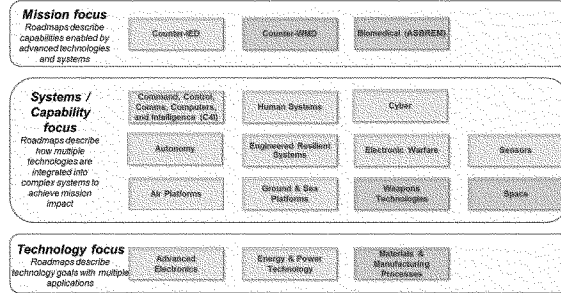 Mission focus
Roadmaps describe
capabilities enabled by
advanced technologies
and systems
Counter-IED
Counter-WMD
Biomedical (ASBREM)
Systems /
Capability
focus
Roadmaps describe
how multiple
technologies are
integrated into
complex systems to
achieve mission
impact
Command, Control,
Comms, Computers,
and Intelligence (C4I)
Human Systems
Cyber
Autonomy
Engineered Resilient
Systems
Electronic Warfare
Sensors
Air Platforms
Ground & Sea
Platforms
Weapons
Technologies
Space
Technology focus
Roadmaps describe
technology goals with multiple
applications
Advanced
Electronics
Energy & Power
Technology
Materials &
Manufacturing
Processes